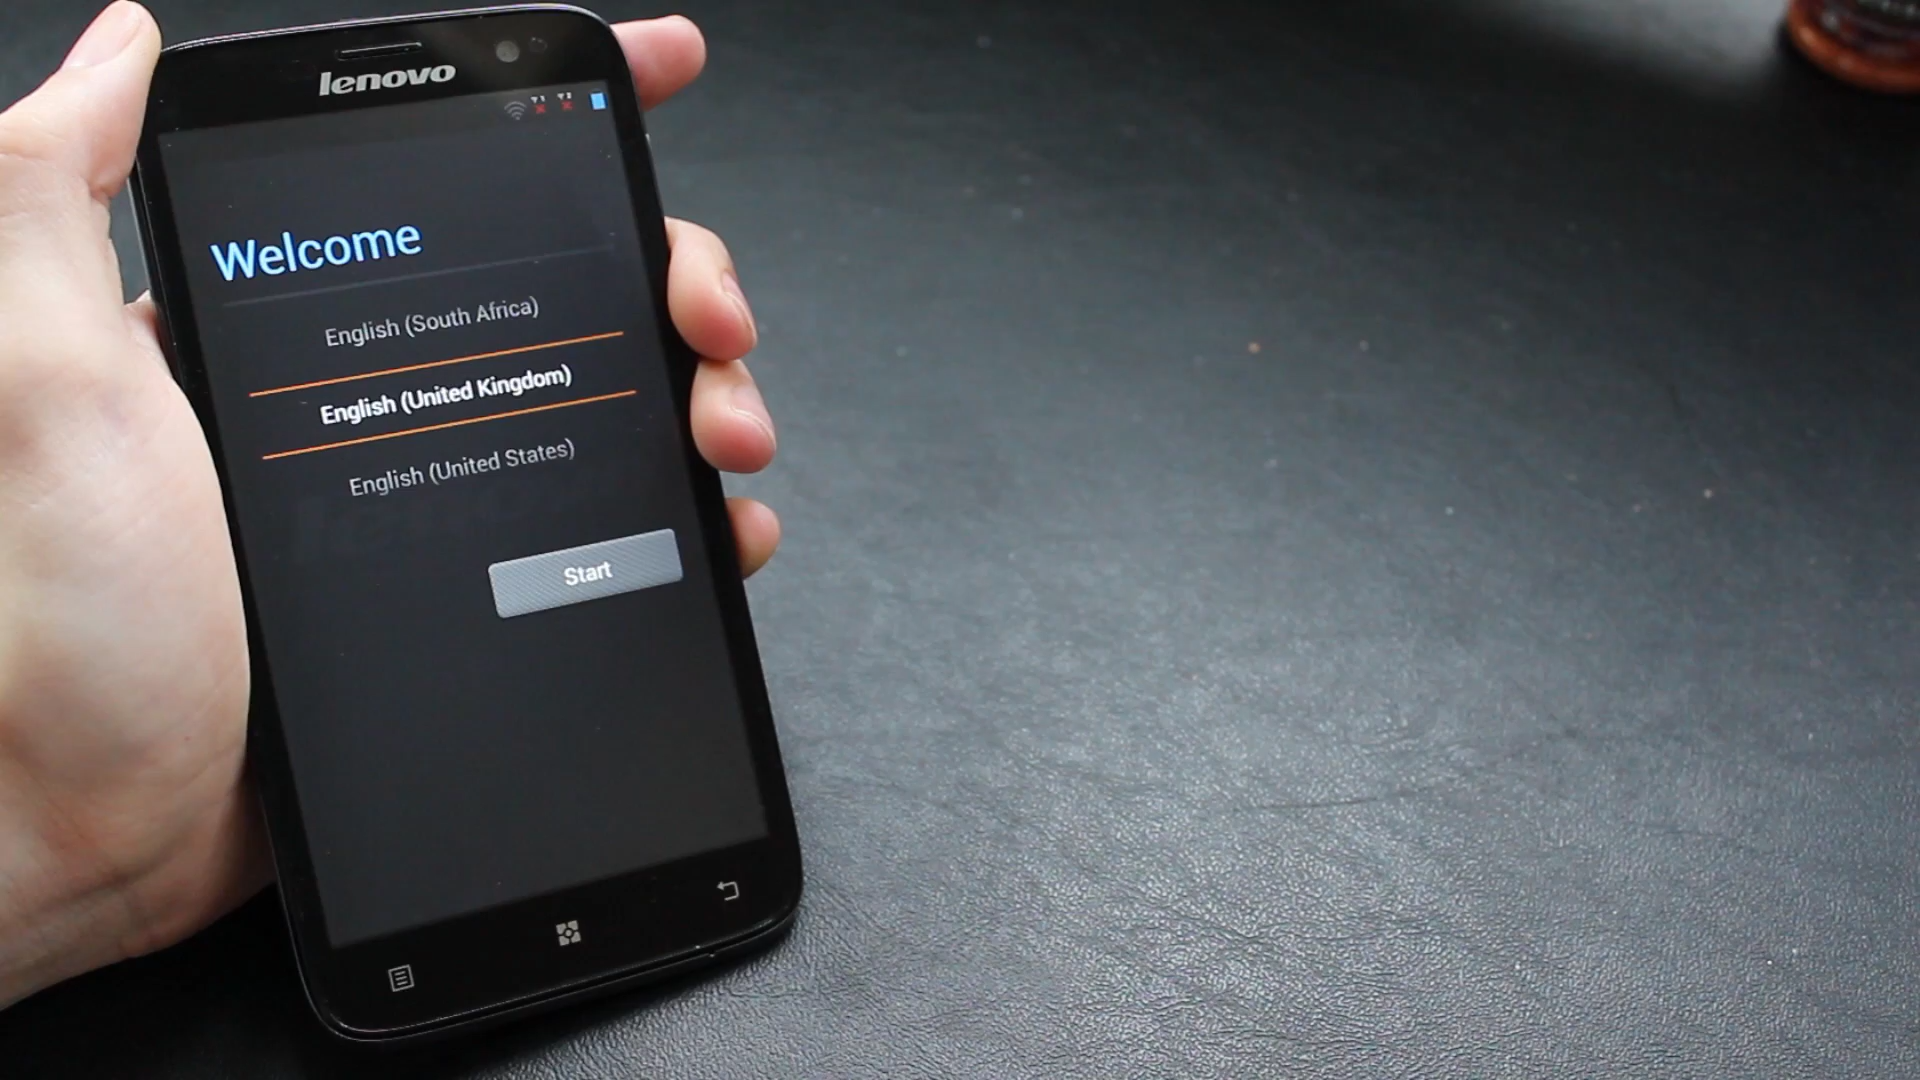 lenovo
Welcome
English (South Africa)
English (United Kingdom)
English (United States)
Start